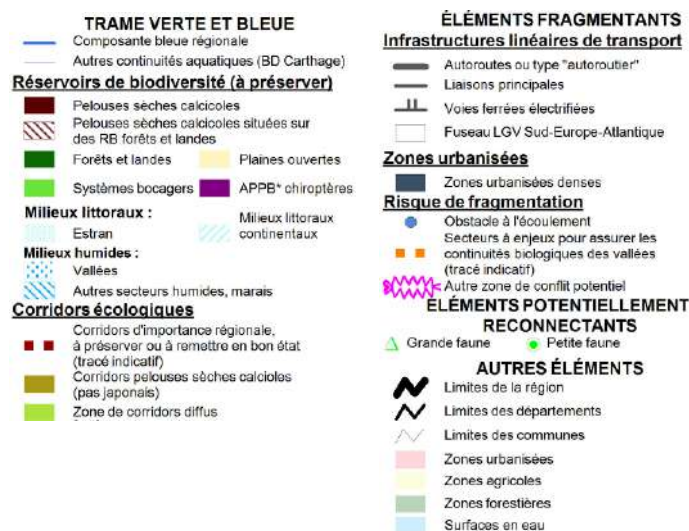 TRAME VERTE ET BLEUE
Composante bleue régionale
Autres continuités aquatiques (BD Carthage)
Réservoirs de biodiversité (à préserver)
Pelouses sèches calcicoles
Pelouses sèches calcicoles situées sur
des RB forêts et landes
Forêts et landes
Plaines ouvertes
Systèmes bocagers
APPB* chiroptères
Milieux littoraux :
Estran
Milieux littoraux
continentaux
Milieux humides :
Vallées
Autres secteurs humides, marais
Corridors écologiques
Corridors d'importance régionale,
à préserver ou à remettre en bon état
(tracé indicatif)
Corridors pelouses sèches calcicoles
(pas japonais)
Zone de corridors diffus
ÉLÉMENTS FRAGMENTANTS
Infrastructures linéaires de transport
Autoroutes ou type "autoroutier"
Liaisons principales
Voies ferrées électrifiées
Fuseau LGV Sud-Europe-Atlantique
Zones urbanisées
Zones urbanisées denses
Risque de fragmentation
Obstacle à l'écoulement
Secteurs à enjeux pour assurer les
continuités biologiques des vallées
(tracé indicatif)
Autre zone de conflit potentiel
ÉLÉMENTS POTENTIELLEMENT
RECONNECTANTS
Grande faune
Petite faune
AUTRES ÉLÉMENTS
Limites de la région
Limites des départements
Limites des communes
Zones urbanisées
Zones agricoles
Zones forestières
Surfaces en eau